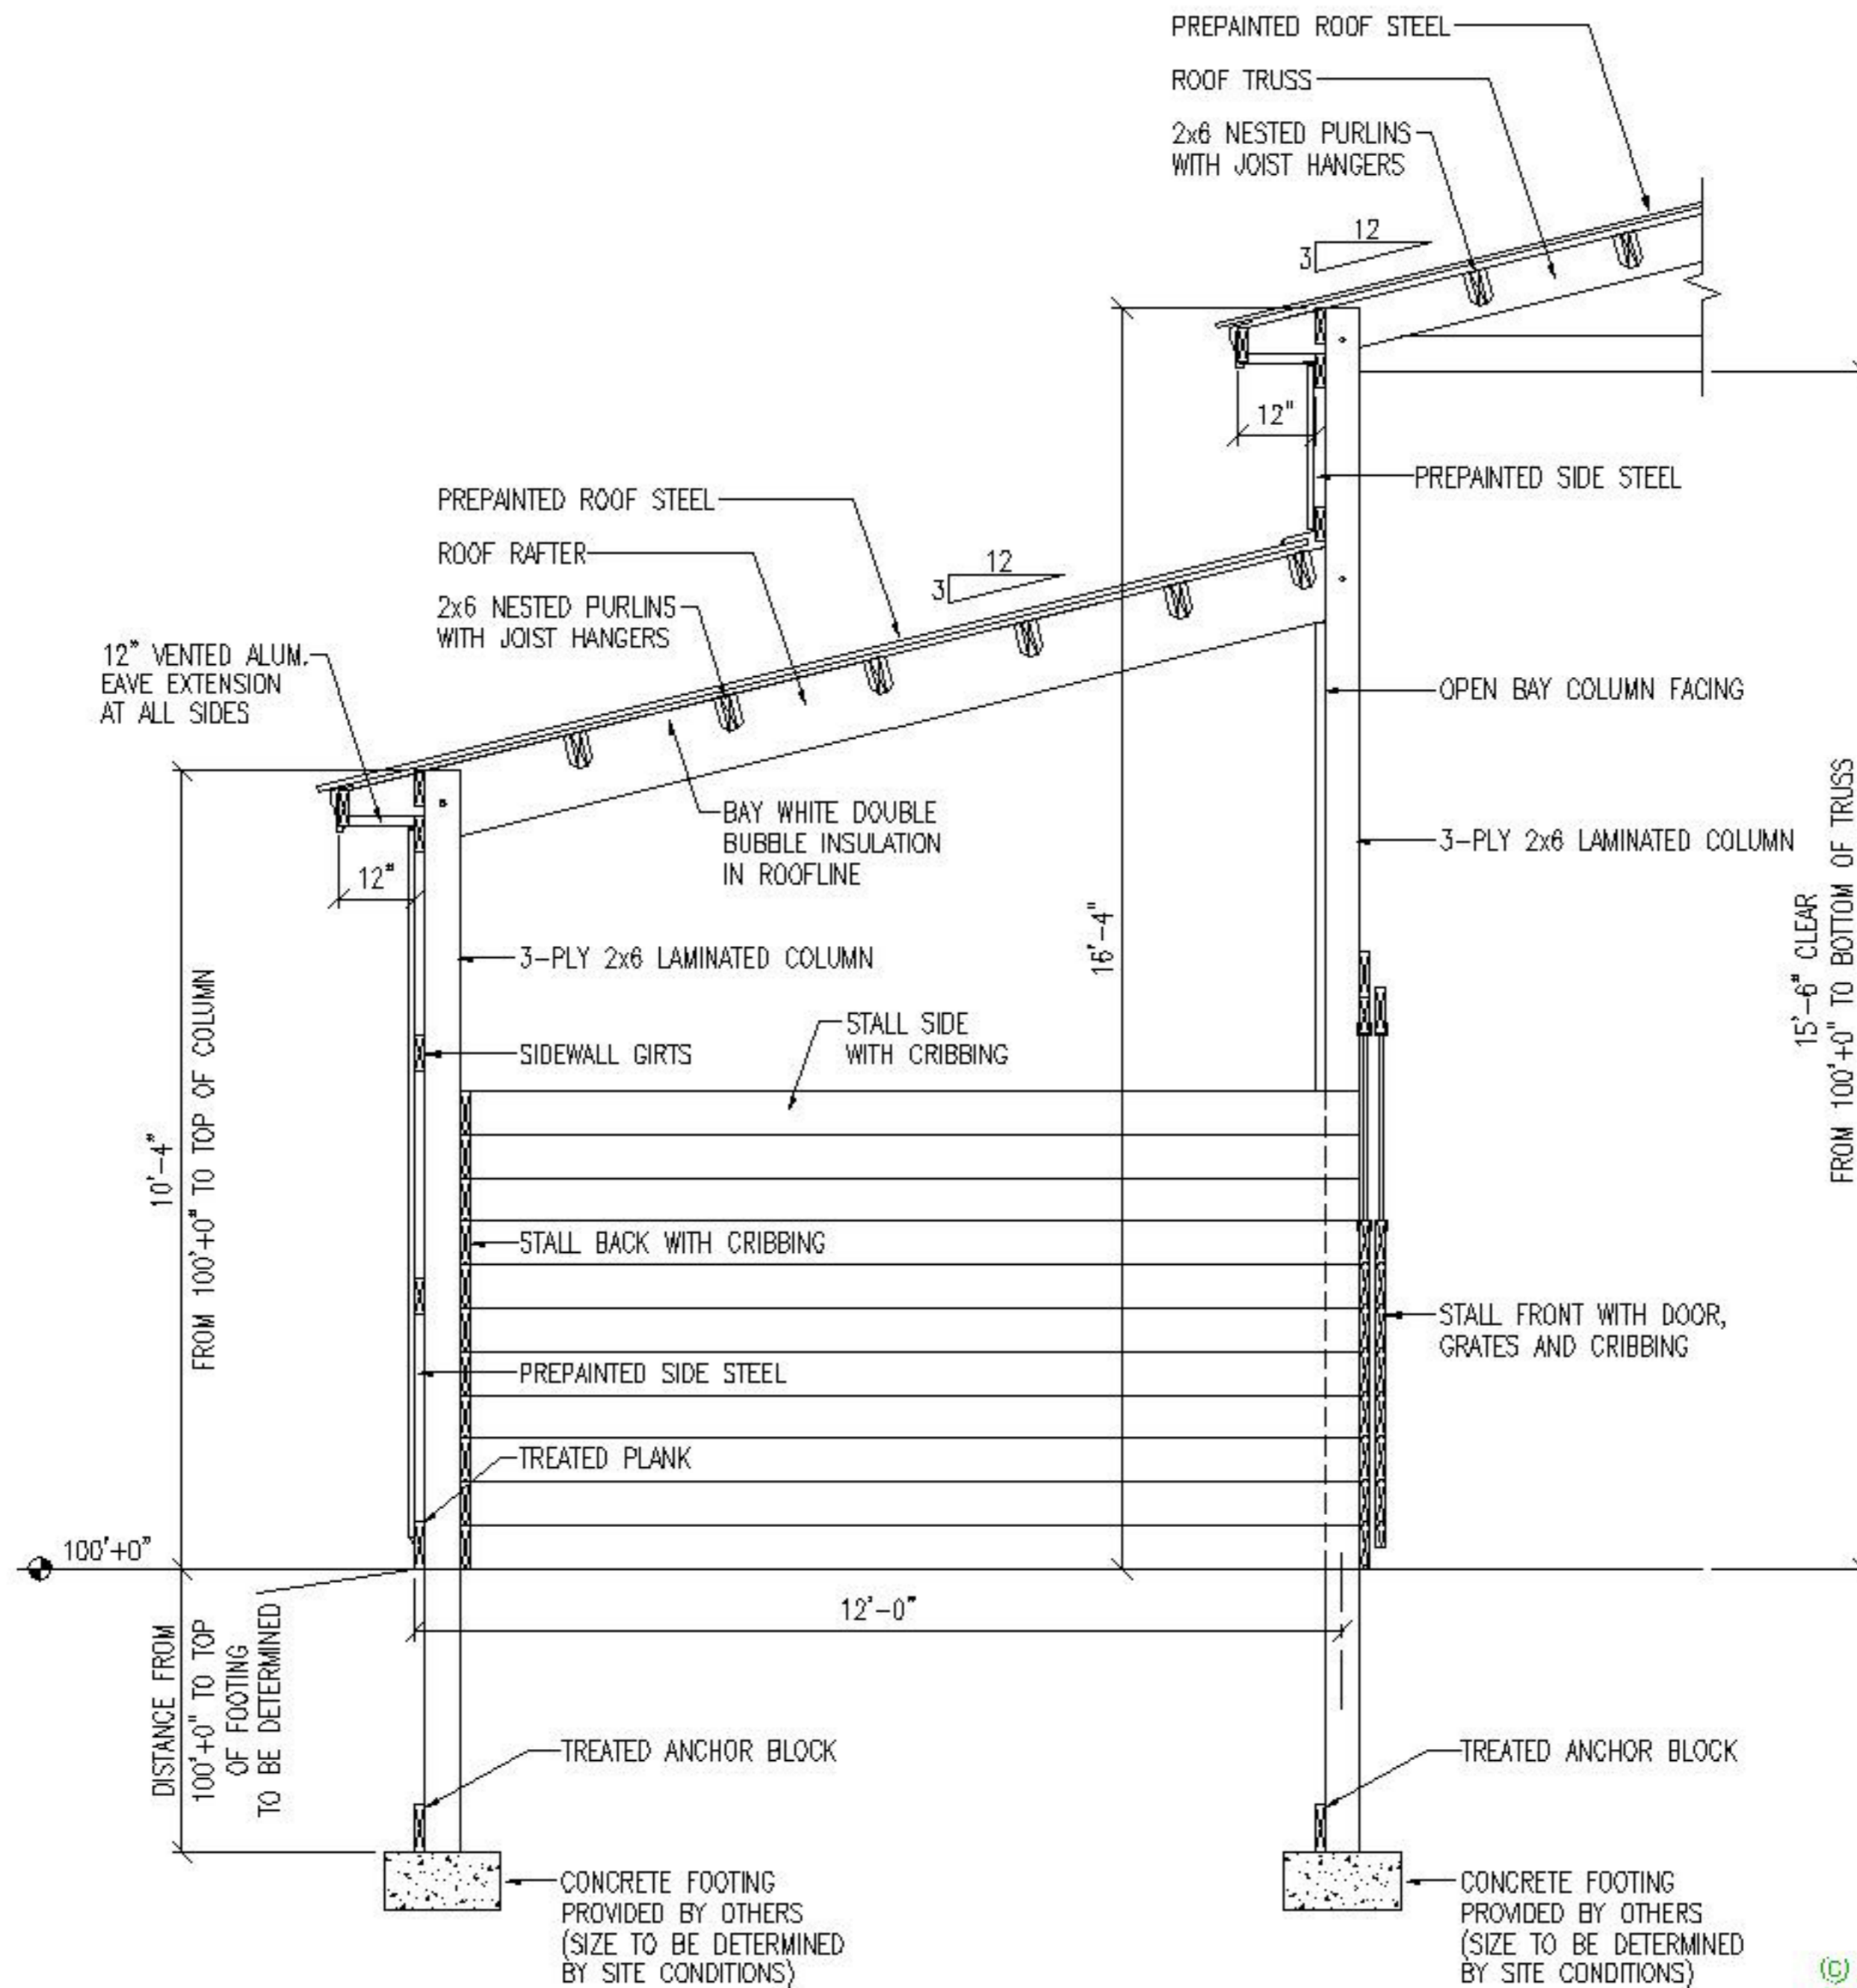 PREPAINTED ROOF STEEL
ROOF TRUSS
2x6 NESTED PURLINS
WITH JOIST HANGERS
12
3
12"
PREPAINTED SIDE STEEL
PREPAINTED ROOF STEEL
ROOF RAFTER
2x6 NESTED PURLINS
WITH JOIST HANGERS
12
3
12" VENTED ALUM.
EAVE EXTENSION
AT ALL SIDES
OPEN BAY COLUMN FACING
BAY WHITE DOUBLE
BUBBLE INSULATION
IN ROOFLINE
12"
3-PLY 2x6 LAMINATED COLUMN
15'-6" CLEAR
FROM 100'+0" TO BOTTOM OF TRUSS
16'-4"
3-PLY 2x6 LAMINATED COLUMN
STALL SIDE
WITH CRIBBING
SIDEWALL GIRTS
10'-4"
FROM 100'+0" TO TOP OF COLUMN
STALL BACK WITH CRIBBING
STALL FRONT WITH DOOR,
GRATES AND CRIBBING
PREPAINTED SIDE STEEL
TREATED PLANK
100'+0"
12'-0"
DISTANCE FROM
100'+0" TO TOP
OF FOOTING
TO BE DETERMINED
TREATED ANCHOR BLOCK
TREATED ANCHOR BLOCK
CONCRETE FOOTING
PROVIDED BY OTHERS
(SIZE TO BE DETERMINED
BY SITE CONDITIONS)
CONCRETE FOOTING
PROVIDED BY OTHERS
(SIZE TO BE DETERMINED
BY SITE CONDITIONS)
(C)